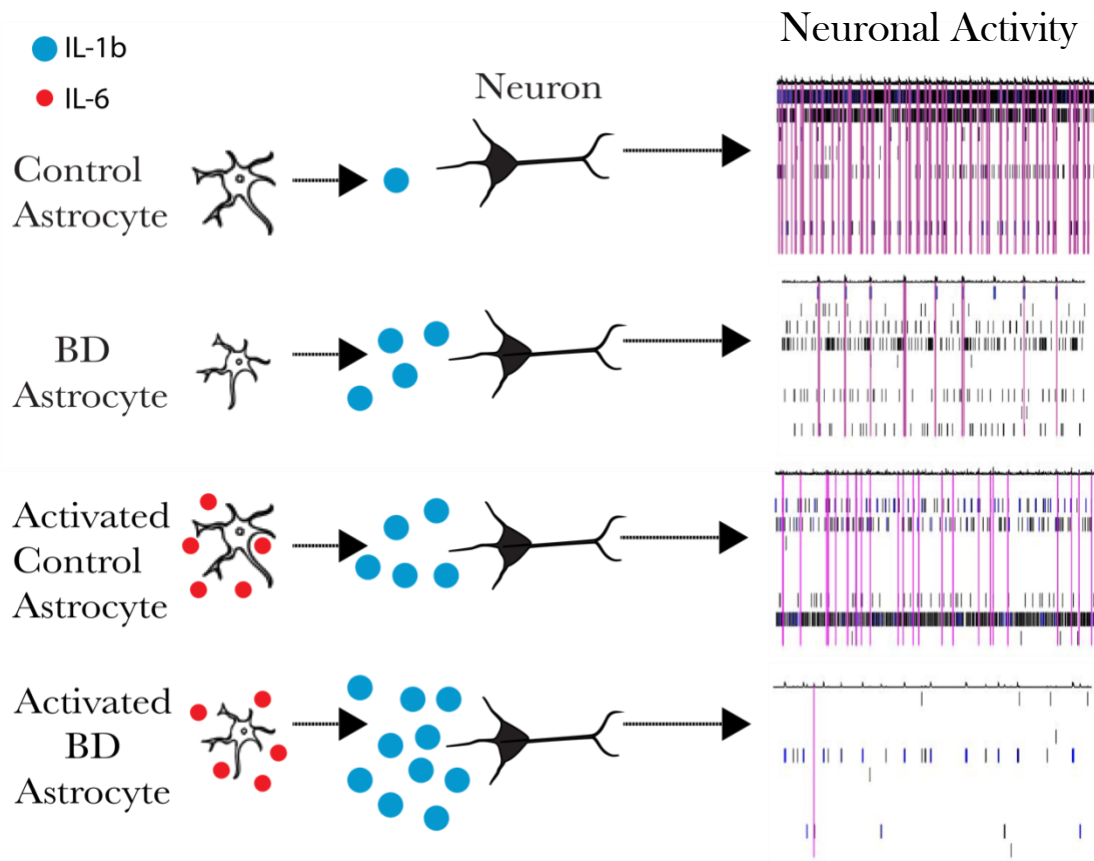 Neuronal Activity
IL-1b
IL-6
Neuron
Control
Astrocyte
BD
Astrocyte
Activated
Control
Astrocyte
Activated
BD
Astrocyte